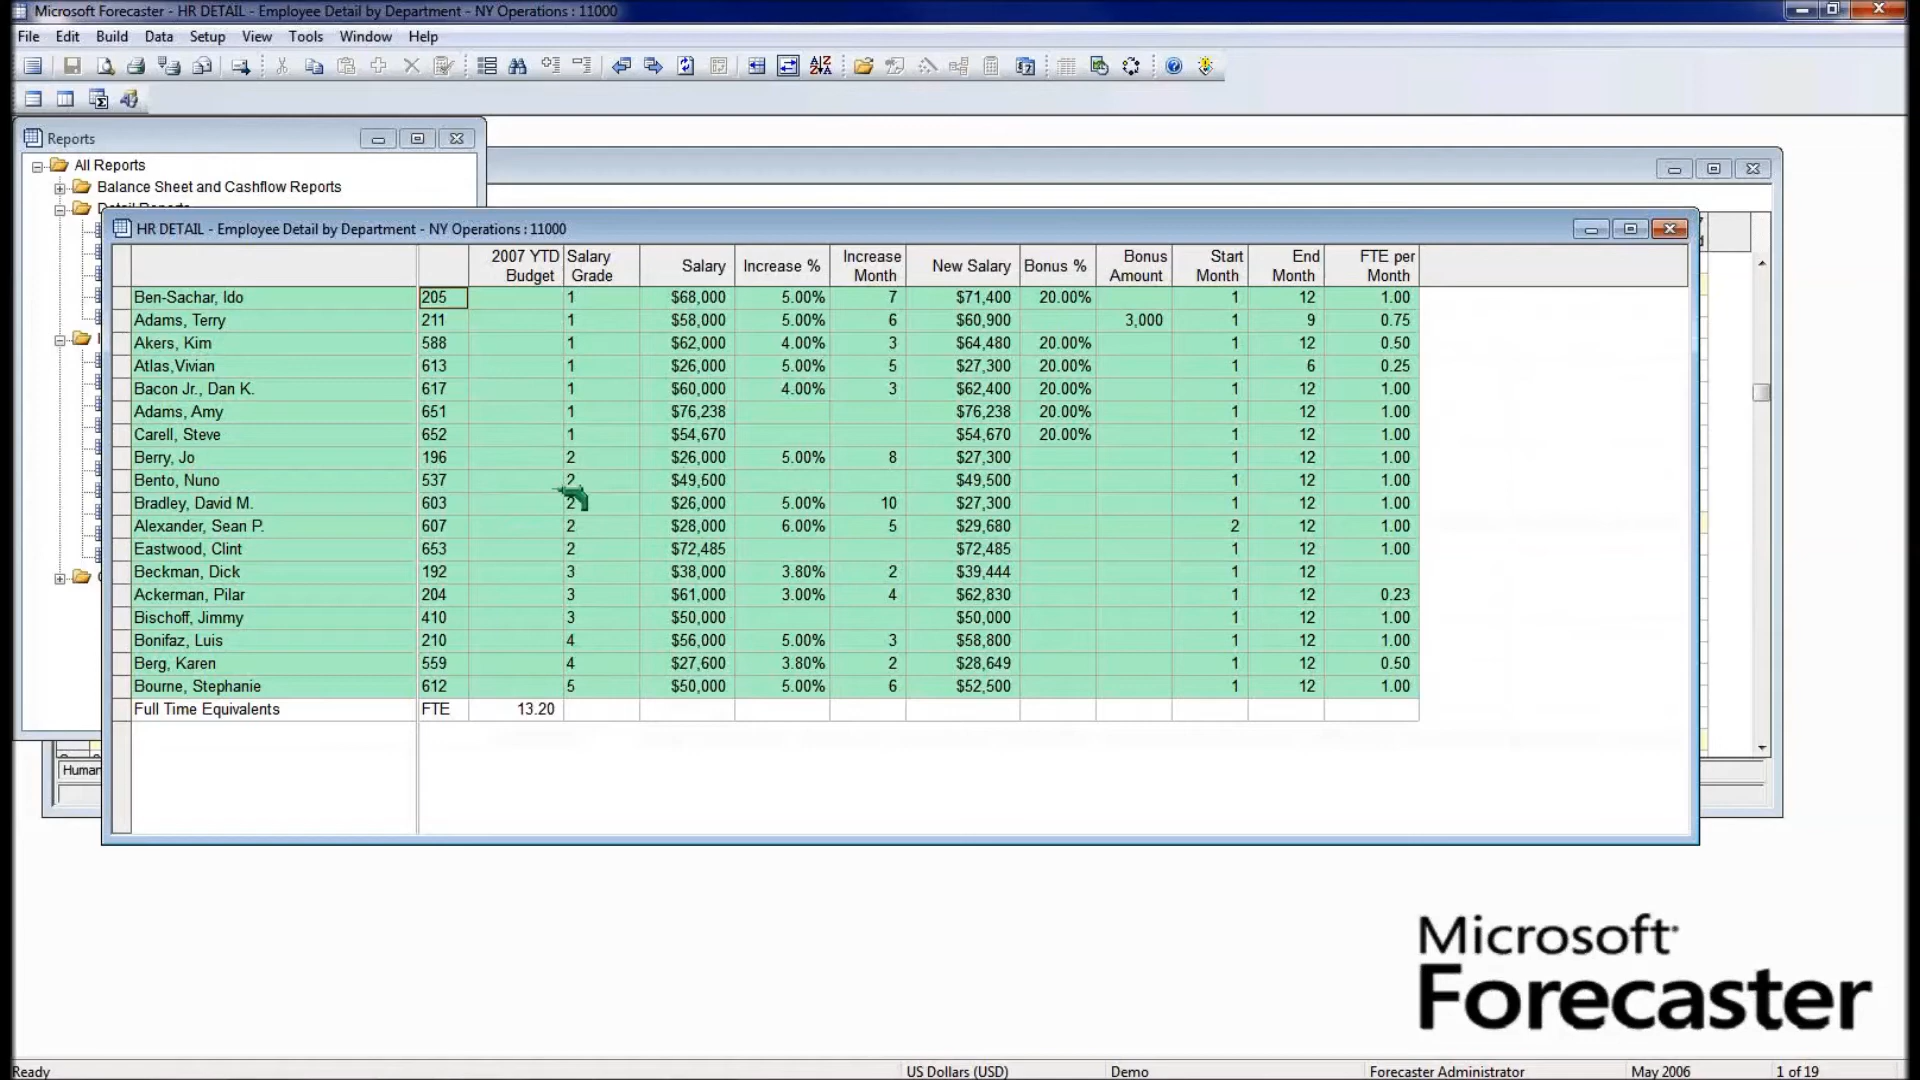 Microsoft Forecaster - HR DETAIL - Employee Detail by Department - NY Operations : 11000
File Edit Build Data Setup View Tools Window Help
Reports
All Reports
Balance Sheet and Cashflow Reports
Detail Reports
HR DETAIL - Employee Detail by Department - NY Operations : 11000
2007 YTD Budget Salary Grade Salary Increase % Increase Month New Salary Bonus % Bonus Amount Start Month End Month FTE per Month
Ben-Sachar, Ido 205 1 $68,000 5.00% 7 $71,400 20.00% 1 12 1.00
Adams, Terry 211 1 $58,000 5.00% 6 $60,900 3,000 1 9 0.75
Akers, Kim 588 1 $62,000 4.00% 3 $64,480 20.00% 1 12 0.50
Atlas,Vivian 613 1 $26,000 5.00% 5 $27,300 20.00% 1 6 0.25
Bacon Jr., Dan K. 617 1 $60,000 4.00% 3 $62,400 20.00% 1 12 1.00
Adams, Amy 651 1 $76,238 $76,238 20.00% 1 12 1.00
Carell, Steve 652 1 $54,670 $54,670 20.00% 1 12 1.00
Berry, Jo 196 2 $26,000 5.00% 8 $27,300 1 12 1.00
Bento, Nuno 537 2 $49,500 $49,500 1 12 1.00
Bradley, David M. 603 2 $26,000 5.00% 10 $27,300 1 12 1.00
Alexander, Sean P. 607 2 $28,000 6.00% 5 $29,680 2 12 1.00
Eastwood, Clint 653 2 $72,485 $72,485 1 12 1.00
Beckman, Dick 192 3 $38,000 3.80% 2 $39,444 1 12
Ackerman, Pilar 204 3 $61,000 3.00% 4 $62,830 1 12 0.23
Bischoff, Jimmy 410 3 $50,000 $50,000 1 12 1.00
Bonifaz, Luis 210 4 $56,000 5.00% 3 $58,800 1 12 1.00
Berg, Karen 559 4 $27,600 3.80% 2 $28,649 1 12 0.50
Bourne, Stephanie 612 5 $50,000 5.00% 6 $52,500 1 12 1.00
Full Time Equivalents FTE 13.20
Human
Microsoft
Forecaster
Ready US Dollars (USD) Demo Forecaster Administrator May 2006 1 of 19